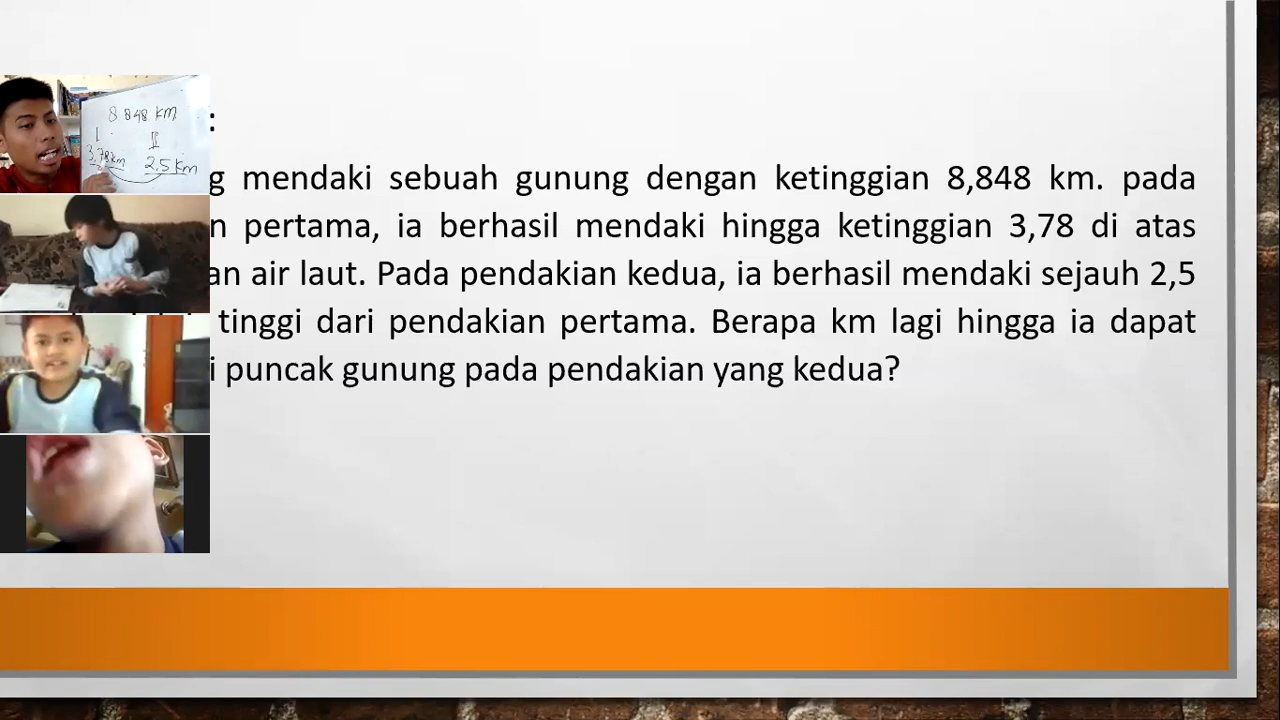 8 848 km
I II
3,78 km 2.5 km
:
mendaki sebuah gunung dengan ketinggian 8,848 km. pada
pertama, ia berhasil mendaki hingga ketinggian 3,78 di atas
an air laut. Pada pendakian kedua, ia berhasil mendaki sejauh 2,5
tinggi dari pendakian pertama. Berapa km lagi hingga ia dapat
i puncak gunung pada pendakian yang kedua?